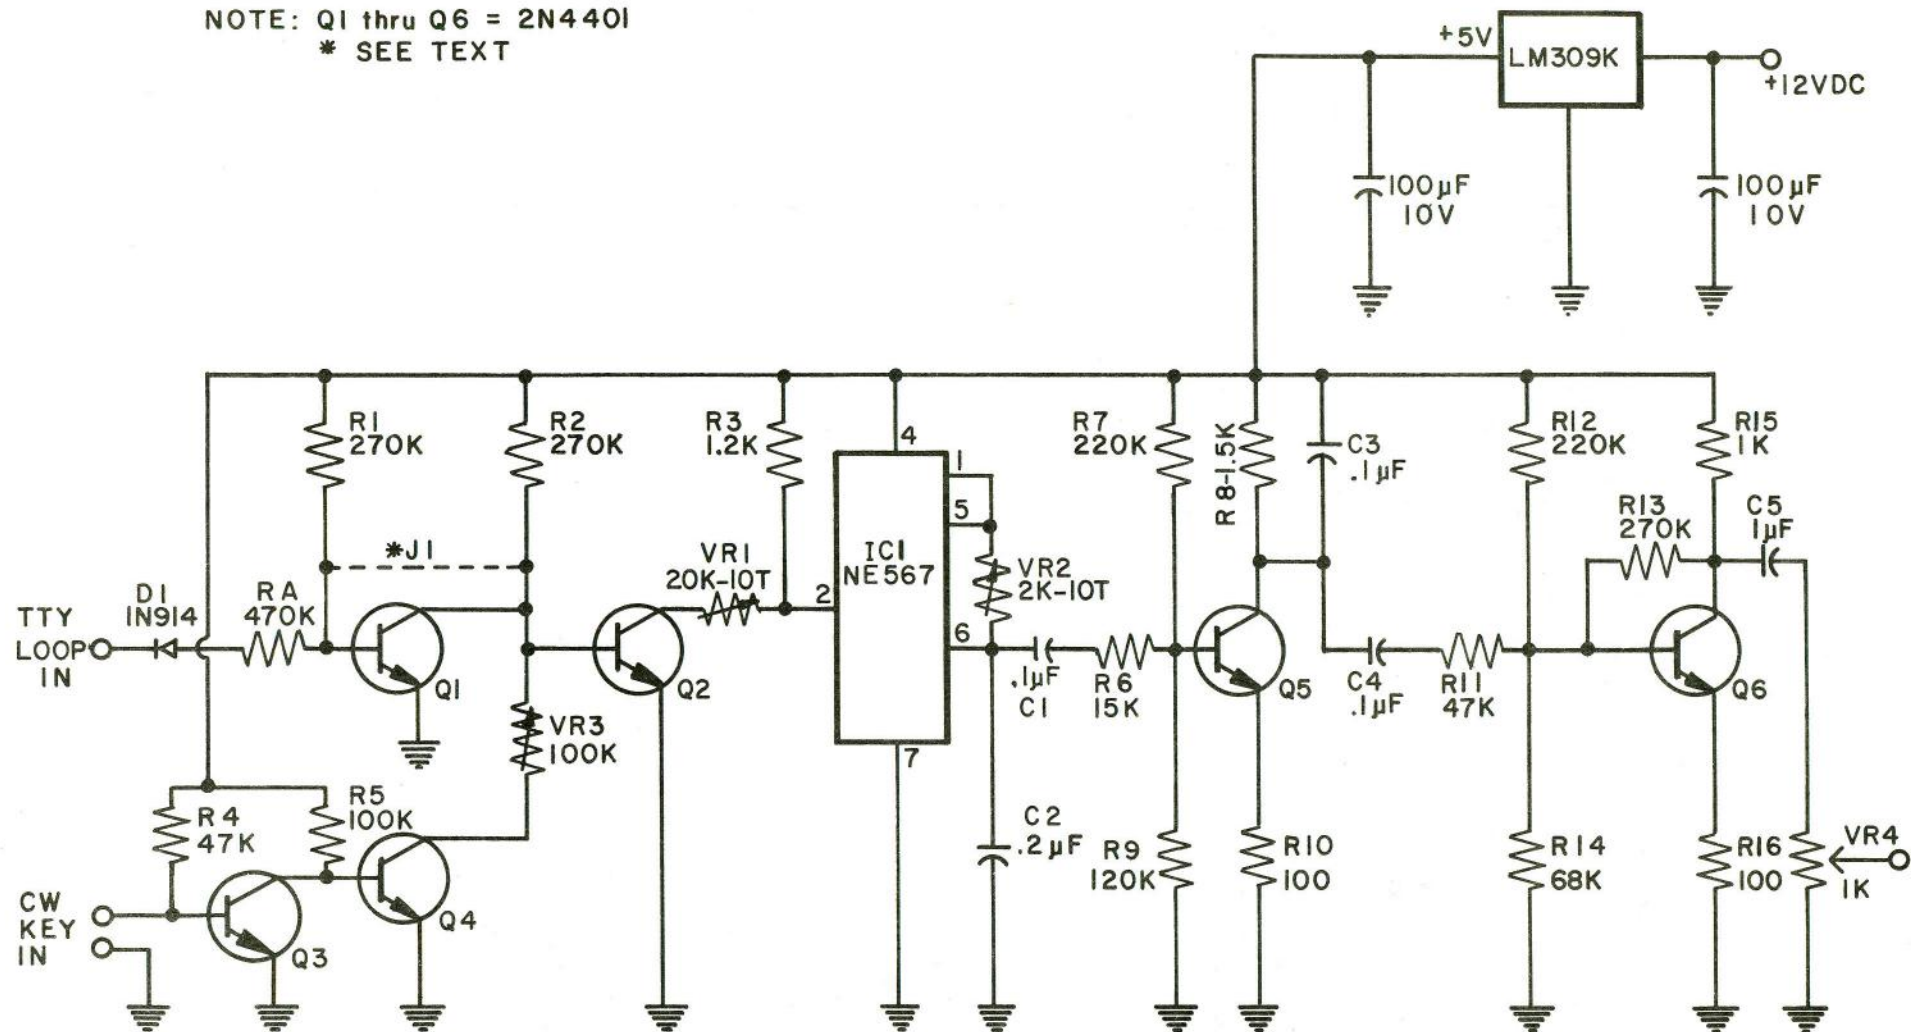 NOTE: Q1 thru Q6 = 2N4401
* SEE TEXT
+5V
LM309K
+12VDC
100µF
10V
100µF
10V
R1
270K
R2
270K
R3
1.2K
4
1
5
2
6
7
IC1
NE567
R7
220K
R8-1.5K
C3
.1µF
R12
220K
R15
1K
R13
270K
C5
1µF
*J1
VR1
20K-10T
VR2
2K-10T
TTY
LOOP
IN
D1
1N914
RA
470K
Q1
Q2
.1µF
C1
R6
15K
Q5
C4
.1µF
R11
47K
Q6
VR3
100K
R4
47K
R5
100K
C2
.2µF
R9
120K
R10
100
R14
68K
R16
100
VR4
1K
CW
KEY
IN
Q3
Q4